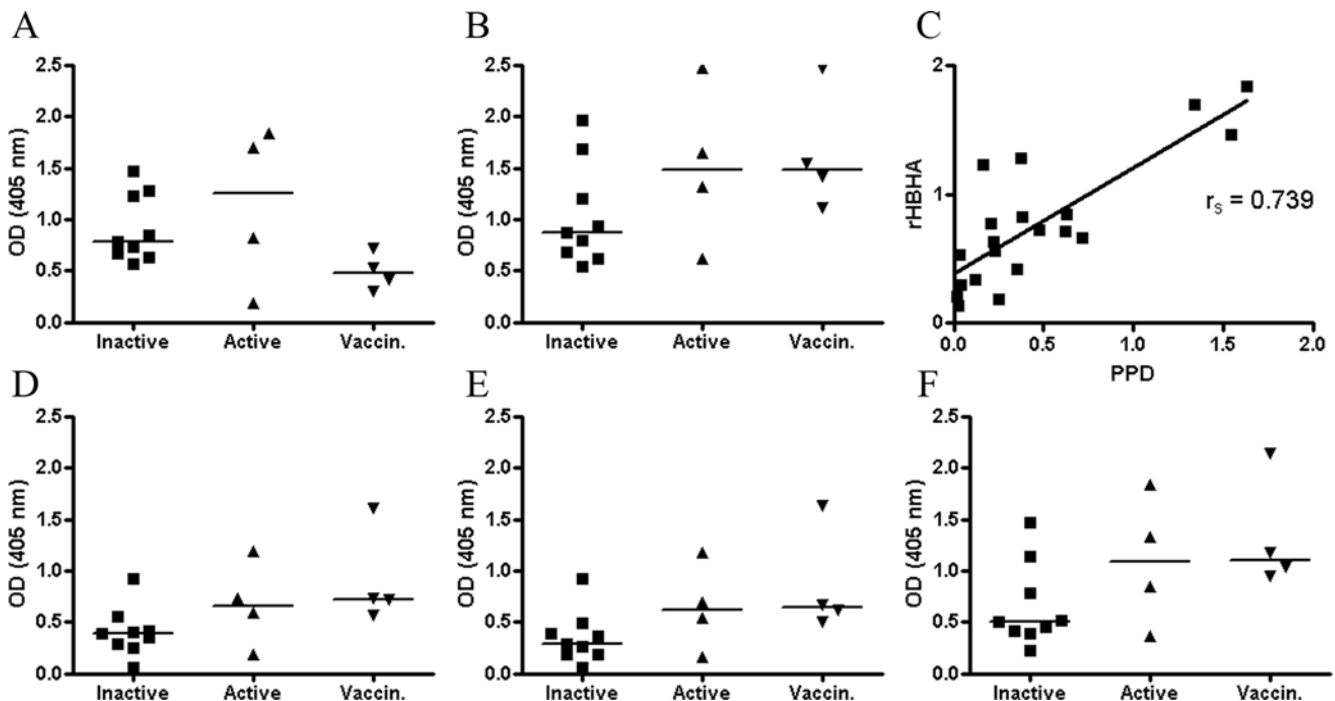 A
2.5
2.0
1.5
1.0
0.5
0.0
OD (405 nm)
Inactive Active Vaccin.
B
2.5
2.0
1.5
1.0
0.5
0.0
OD (405 nm)
Inactive Active Vaccin.
C
2
1
0
rHBHA
rS = 0.739
0.0 0.5 1.0 1.5 2.0
PPD
D
2.5
2.0
1.5
1.0
0.5
0.0
OD (405 nm)
Inactive Active Vaccin.
E
2.5
2.0
1.5
1.0
0.5
0.0
OD (405 nm)
Inactive Active Vaccin.
F
2.5
2.0
1.5
1.0
0.5
0.0
OD (405 nm)
Inactive Active Vaccin.